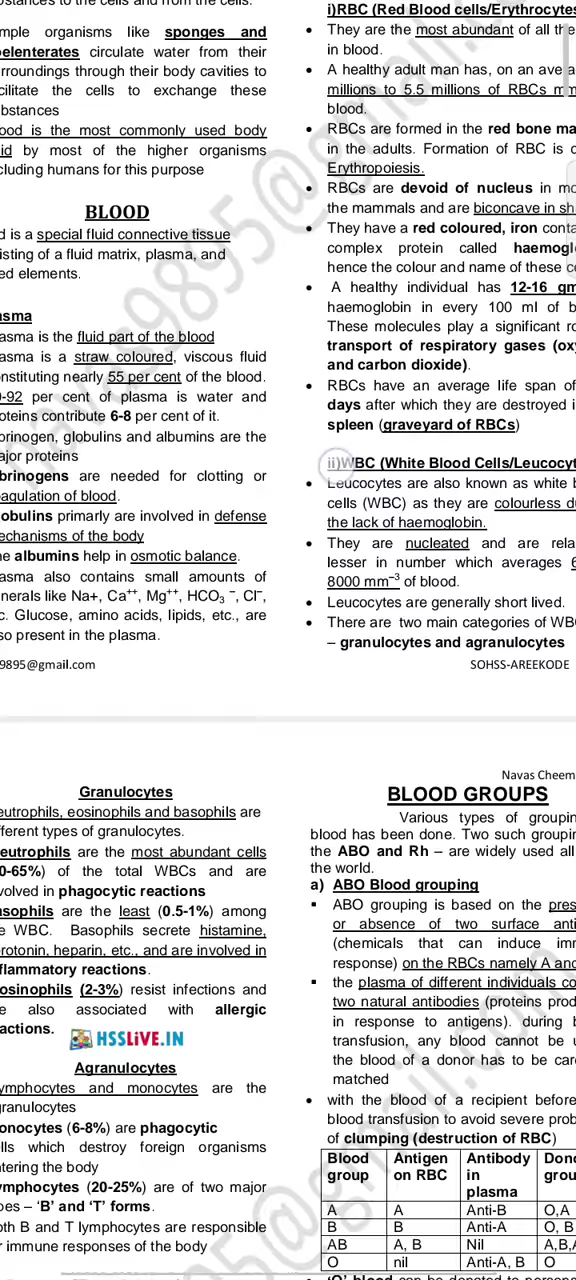 mple organisms like sponges and
oelenterates circulate water from their
rroundings through their body cavities to
cilitate the cells to exchange these
bstances
ood is the most commonly used body
id by most of the higher organisms
cluding humans for this purpose
BLOOD
d is a special fluid connective tissue
isting of a fluid matrix, plasma, and
ed elements.
asma
asma is the fluid part of the blood
asma is a straw coloured, viscous fluid
onstituting nearly 55 per cent of the blood.
0-92 per cent of plasma is water and
oteins contribute 6-8 per cent of it.
brinogen, globulins and albumins are the
ajor proteins
brinogens are needed for clotting or
agulation of blood.
obulins primarily are involved in defense
echanisms of the body
he albumins help in osmotic balance.
asma also contains small amounts of
nerals like Na+, Ca++, Mg++, HCO3 –, Cl–,
c. Glucose, amino acids, lipids, etc., are
so present in the plasma.
9895@gmail.com
i)RBC (Red Blood cells/Erythrocytes
• They are the most abundant of all the
in blood.
• A healthy adult man has, on an ave a
millions to 5.5 millions of RBCs mm
blood.
• RBCs are formed in the red bone ma
in the adults. Formation of RBC is c
Erythropoiesis.
• RBCs are devoid of nucleus in mo
the mammals and are biconcave in sh
• They have a red coloured, iron conta
complex protein called haemogl
hence the colour and name of these ce
• A healthy individual has 12-16 gm
haemoglobin in every 100 ml of b
These molecules play a significant ro
transport of respiratory gases (oxy
and carbon dioxide).
• RBCs have an average life span of
days after which they are destroyed i
spleen (graveyard of RBCs)
ii)WBC (White Blood Cells/Leucocyt
• Leucocytes are also known as white b
cells (WBC) as they are colourless du
the lack of haemoglobin.
• They are nucleated and are rela
lesser in number which averages 6
8000 mm–3 of blood.
• Leucocytes are generally short lived.
• There are two main categories of WBC
– granulocytes and agranulocytes
SOHSS-AREEKODE
Granulocytes
eutrophils, eosinophils and basophils are
fferent types of granulocytes.
eutrophils are the most abundant cells
0-65%) of the total WBCs and are
volved in phagocytic reactions
asophils are the least (0.5-1%) among
e WBC. Basophils secrete histamine,
erotonin, heparin, etc., and are involved in
flammatory reactions.
osinophils (2-3%) resist infections and
e also associated with allergic
actions.
HSSLiVE.IN
Agranulocytes
ymphocytes and monocytes are the
granulocytes
onocytes (6-8%) are phagocytic
lls which destroy foreign organisms
tering the body
ymphocytes (20-25%) are of two major
pes – 'B' and 'T' forms.
oth B and T lymphocytes are responsible
r immune responses of the body
Navas Cheem
BLOOD GROUPS
Various types of groupin
blood has been done. Two such groupin
the ABO and Rh – are widely used all
the world.
a) ABO Blood grouping
▪ ABO grouping is based on the pres
or absence of two surface anti
(chemicals that can induce imm
response) on the RBCs namely A and
▪ the plasma of different individuals co
two natural antibodies (proteins prod
in response to antigens). during b
transfusion, any blood cannot be u
the blood of a donor has to be care
matched
• with the blood of a recipient before
blood transfusion to avoid severe prob
of clumping (destruction of RBC)
Blood group Antigen on RBC Antibody in plasma Dono grou
A A Anti-B O,A
B B Anti-A O, B
AB A, B Nil A,B,A
O nil Anti-A, B O